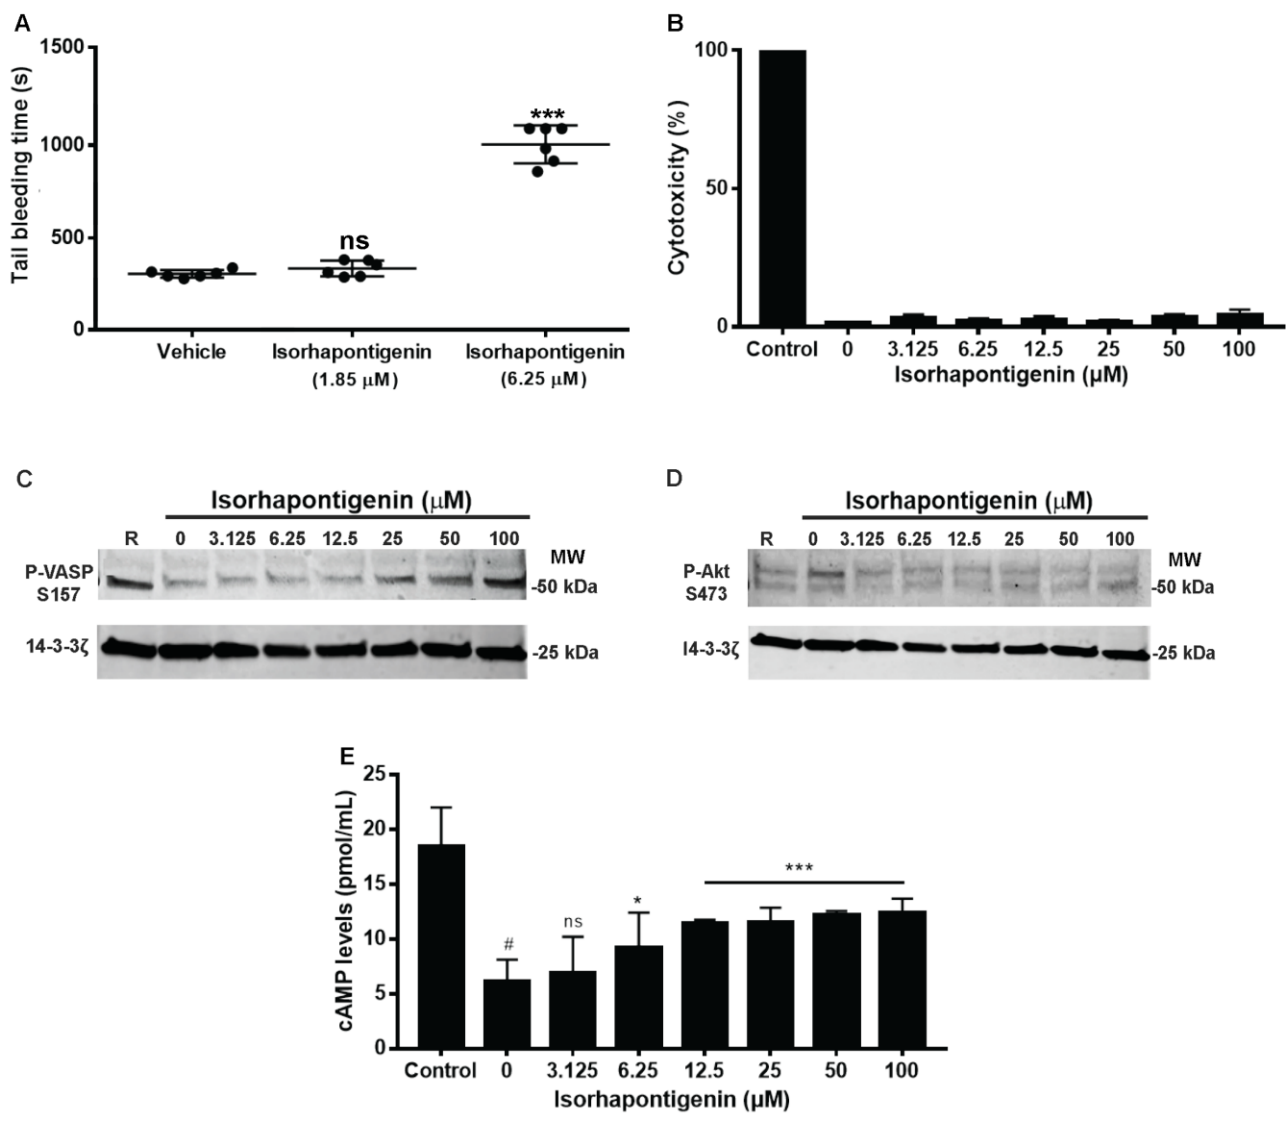 A
Tail bleeding time (s)
1500
1000
500
0
***
ns
Vehicle
Isorhapontigenin
(1.85 μM)
Isorhapontigenin
(6.25 μM)
B
Cytotoxicity (%)
100
50
0
Control 0 3.125 6.25 12.5 25 50 100
Isorhapontigenin (μM)
C
Isorhapontigenin (μM)
R 0 3.125 6.25 12.5 25 50 100
MW
P-VASP
S157
-50 kDa
14-3-3ζ
-25 kDa
D
Isorhapontigenin (μM)
R 0 3.125 6.25 12.5 25 50 100
MW
P-Akt
S473
-50 kDa
I4-3-3ζ
-25 kDa
E
cAMP levels (pmol/mL)
25
20
15
10
5
0
# ns * ***
Control 0 3.125 6.25 12.5 25 50 100
Isorhapontigenin (μM)